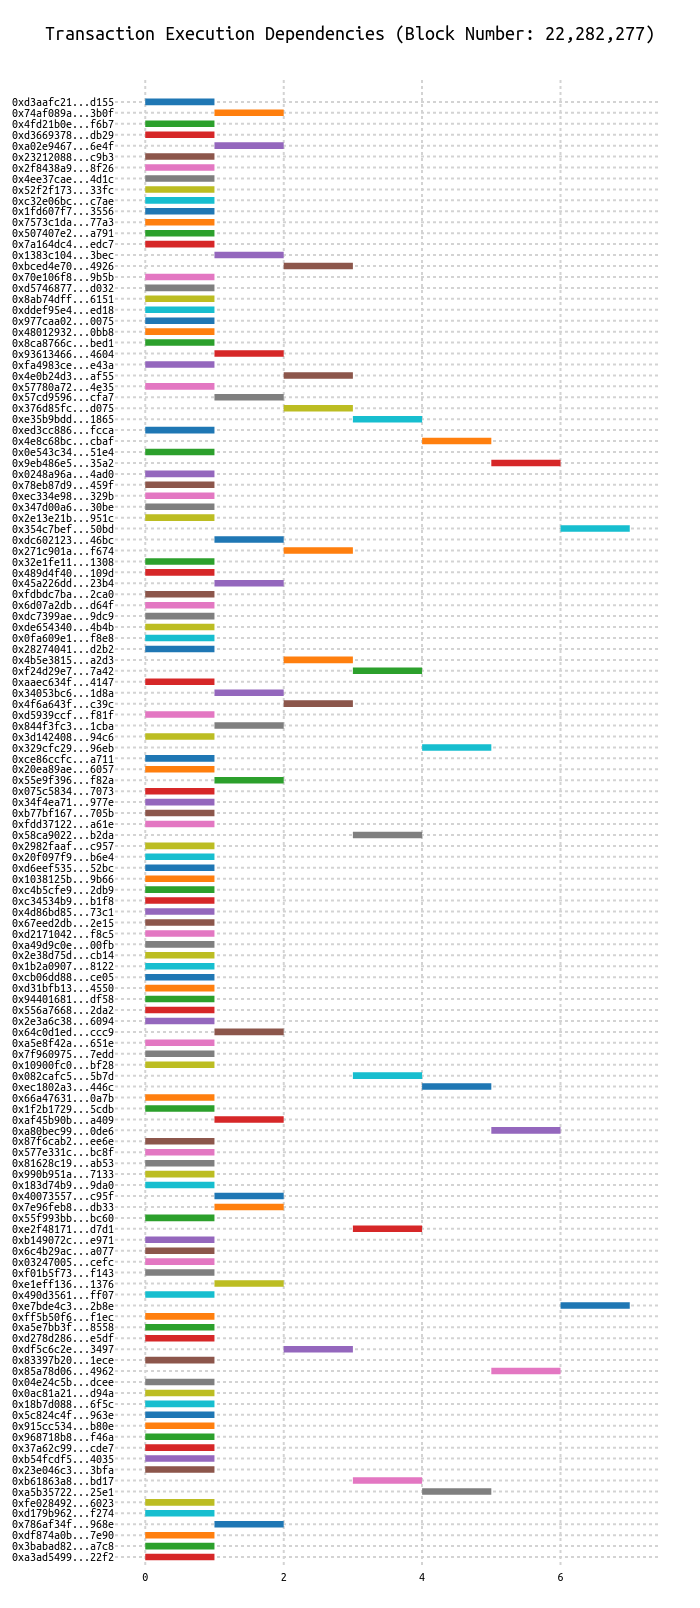 Transaction Execution Dependencies (Block Number: 22,282,277)
0xd3aafc21...d155
0x74af089a...3b0f
0x4fd21b0e...f6b7
0xd3669378...db29
0xa02e9467...6e4f
0x23212088...c9b3
0x2f8438a9...8f26
0x4ee37cae...4d1c
0x52f2f173...33fc
0xc32e06bc...c7ae
0x1fd607f7...3556
0x7573c1da...77a3
0x507407e2...a791
0x7a164dc4...edc7
0x1383c104...3bec
0xbced4e70...4926
0x70e106f8...9b5b
0xd5746877...d032
0x8ab74dff...6151
0xddef95e4...ed18
0x977caa02...0075
0x48012932...0bb8
0x8ca8766c...bed1
0x93613466...4604
0xfa4983ce...e43a
0x4e0b24d3...af55
0x57780a72...4e35
0x57cd9596...cfa7
0x376d85fc...d075
0xe35b9bdd...1865
0xed3cc886...fcca
0x4e8c68bc...cbaf
0x0e543c34...51e4
0x9eb486e5...35a2
0x0248a96a...4ad0
0x78eb87d9...459f
0xec334e98...329b
0x347d00a6...30be
0x2e13e21b...951c
0x354c7bef...50bd
0xdc602123...46bc
0x271c901a...f674
0x32e1fe11...1308
0x489d4f40...109d
0x45a226dd...23b4
0xfdbdc7ba...2ca0
0x6d07a2db...d64f
0xdc7399ae...9dc9
0xde654340...4b4b
0x0fa609e1...f8e8
0x28274041...d2b2
0x4b5e3815...a2d3
0xf24d29e7...7a42
0xaaec634f...4147
0x34053bc6...1d8a
0x4f6a643f...c39c
0xd5939ccf...f81f
0x844f3fc3...1cba
0x3d142408...94c6
0x329cfc29...96eb
0xce86ccfc...a711
0x20ea89ae...6057
0x55e9f396...f82a
0x075c5834...7073
0x34f4ea71...977e
0xb77bf167...705b
0xfdd37122...a61e
0x58ca9022...b2da
0x2982faaf...c957
0x20f097f9...b6e4
0xd6eef535...52bc
0x1038125b...9b66
0xc4b5cfe9...2db9
0xc34534b9...b1f8
0x4d86bd85...73c1
0x67eed2db...2e15
0xd2171042...f8c5
0xa49d9c0e...00fb
0x2e38d75d...cb14
0x1b2a0907...8122
0xcb06dd88...ce05
0xd31bfb13...4550
0x94401681...df58
0x556a7668...2da2
0x2e3a6c38...6094
0x64c0d1ed...ccc9
0xa5e8f42a...651e
0x7f960975...7edd
0x10900fc0...bf28
0x082cafc5...5b7d
0xec1802a3...446c
0x66a47631...0a7b
0x1f2b1729...5cdb
0xaf45b90b...a409
0xa80bec99...0de6
0x87f6cab2...ee6e
0x577e331c...bc8f
0x81628c19...ab53
0x990b951a...7133
0x183d74b9...9da0
0x40073557...c95f
0x7e96feb8...db33
0x55f993bb...bc60
0xe2f48171...d7d1
0xb149072c...e971
0x6c4b29ac...a077
0x03247005...cefc
0xf01b5f73...f143
0xe1eff136...1376
0x490d3561...ff07
0xe7bde4c3...2b8e
0xff5b50f6...f1ec
0xa5e7bb3f...8558
0xd278d286...e5df
0xdf5c6c2e...3497
0x83397b20...1ece
0x85a78d06...4962
0x04e24c5b...dcee
0x0ac81a21...d94a
0x18b7d088...6f5c
0x5c824c4f...963e
0x915cc534...b80e
0x968718b8...f46a
0x37a62c99...cde7
0xb54fcdf5...4035
0x23e046c3...3bfa
0xb61863a8...bd17
0xa5b35722...25e1
0xfe028492...6023
0xd179b962...f274
0x786af34f...968e
0xdf874a0b...7e90
0x3babad82...a7c8
0xa3ad5499...22f2
0 2 4 6